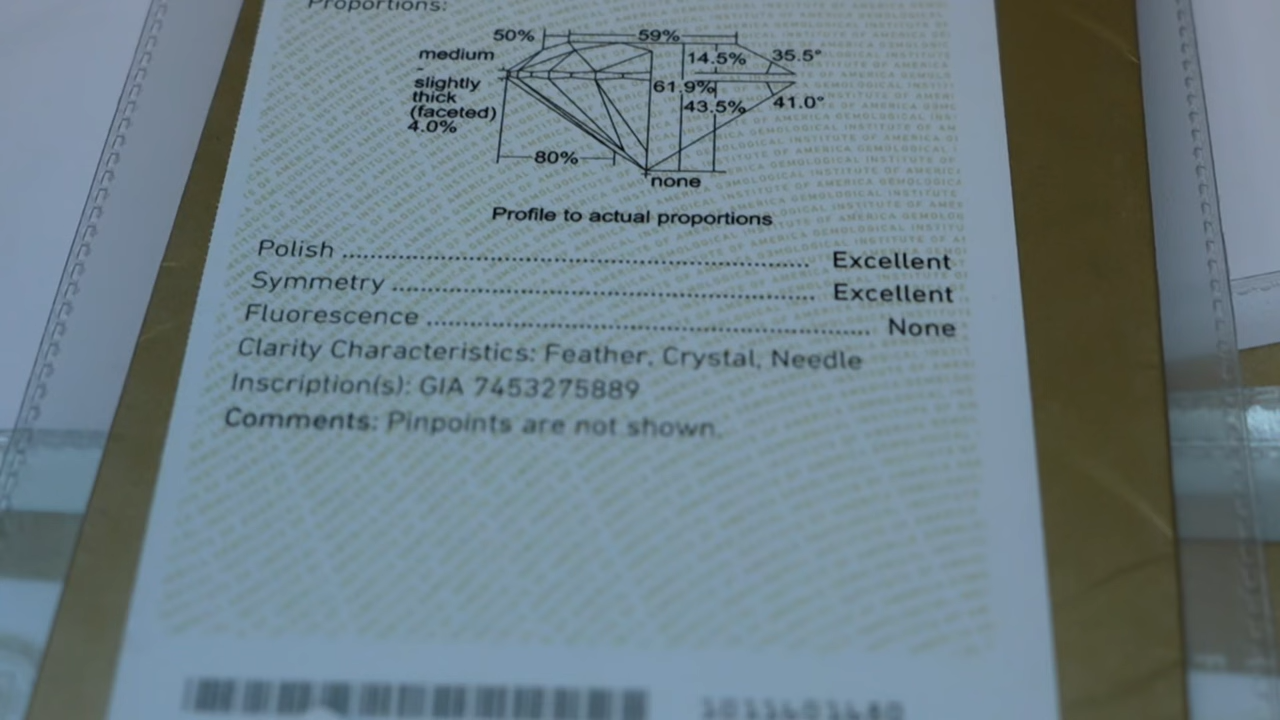 Proportions:
50%
59%
medium
-
slightly
thick
(faceted)
4.0%
14.5%
35.5°
61.9%
43.5%
41.0°
80%
none
Profile to actual proportions
Polish ........ Excellent
Symmetry ........ Excellent
Fluorescence ........ None
Clarity Characteristics: Feather, Crystal, Needle
Inscription(s): GIA 7453275889
Comments: Pinpoints are not shown.